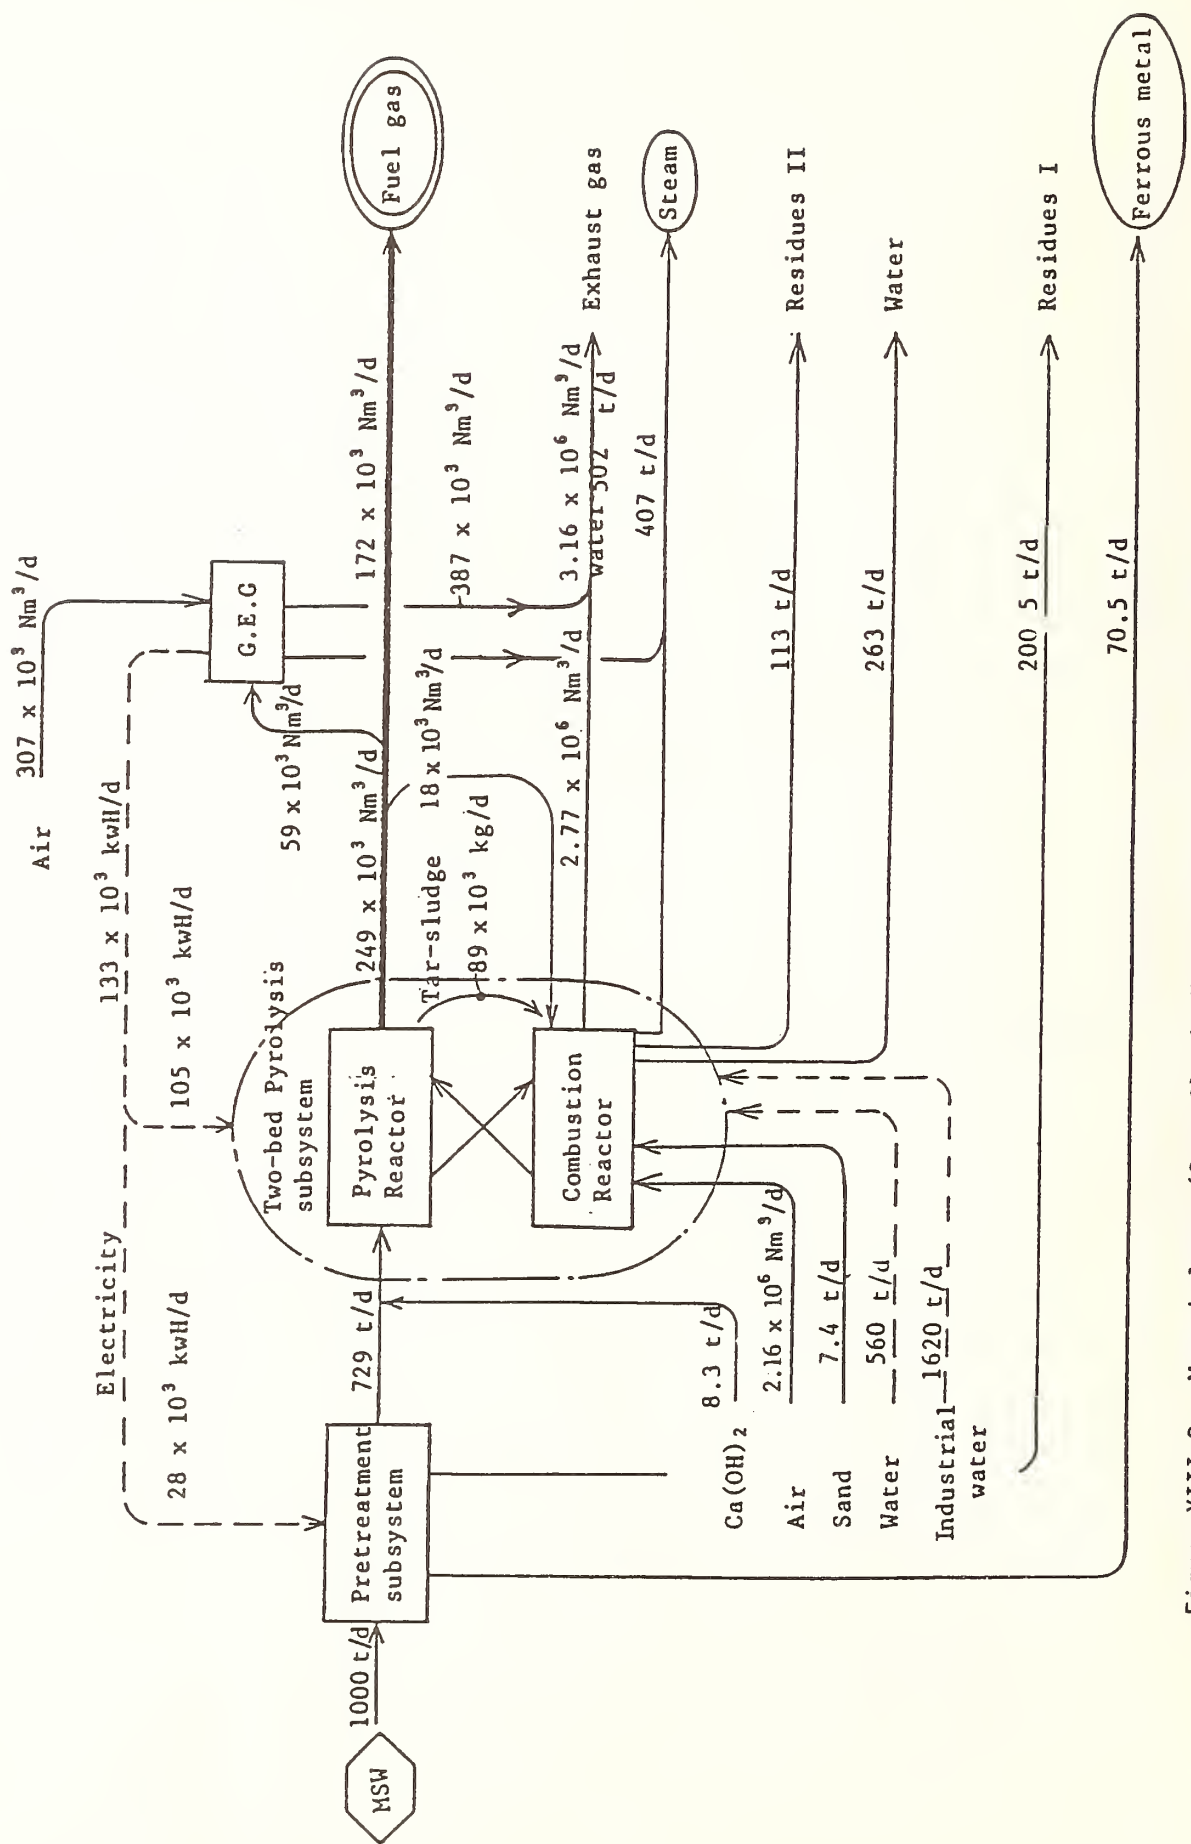 Air
307 x 10³ Nm³/d
133 x 10³ kwH/d
Electricity
105 x 10³ kwH/d
28 x 10³ kwH/d
G.E.G
59 x 10³ Nm³/d
Two-bed Pyrolysis
subsystem
MSW
1000 t/d
Pretreatment
subsystem
729 t/d
Pyrolysis
Reactor
249 x 10³ Nm³/d
172 x 10³ Nm³/d
Fuel gas
Tar-sludge
89 x 10³ kg/d
18 x 10³ Nm³/d
387 x 10³ Nm³/d
Combustion
Reactor
2.77 x 10⁶ Nm³/d
3.16 x 10⁶ Nm³/d
water 502 t/d
Exhaust gas
407 t/d
Steam
Ca(OH)₂
8.3 t/d
Air
2.16 x 10⁶ Nm³/d
Sand
7.4 t/d
Water
560 t/d
Industrial
water
1620 t/d
113 t/d
Residues II
263 t/d
Water
200 5 t/d
Residues I
70.5 t/d
Ferrous metal